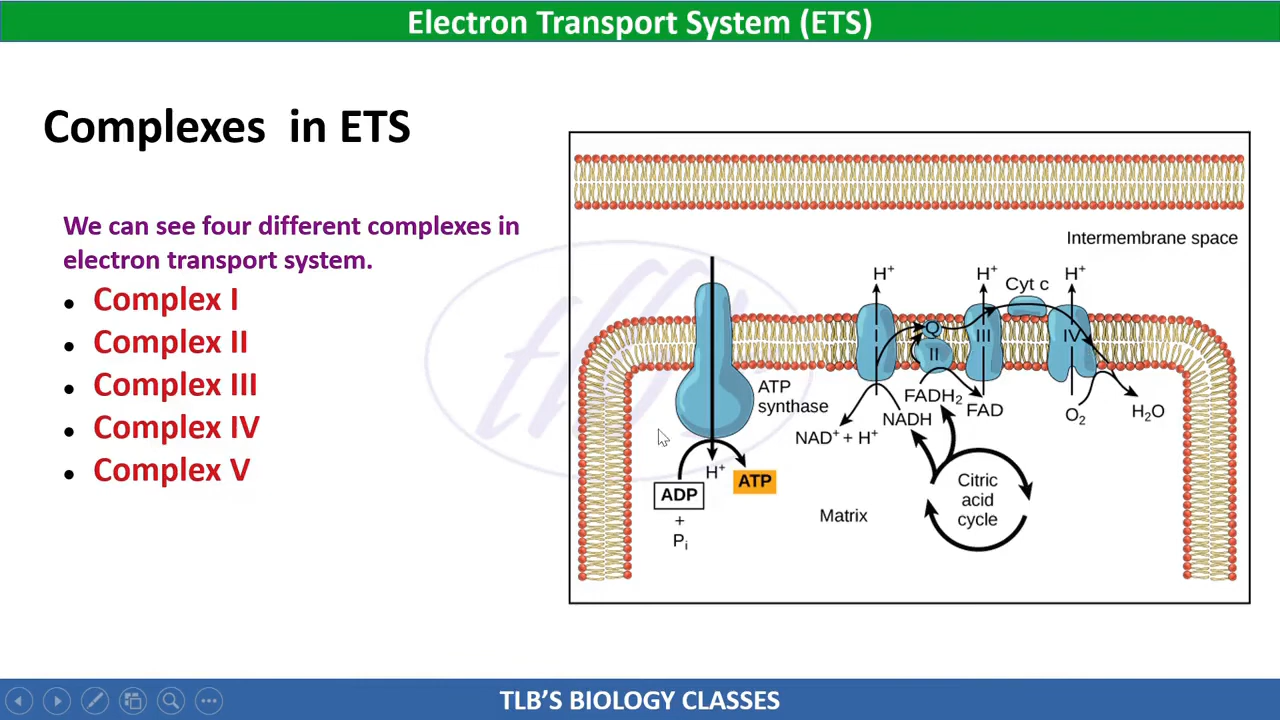 Electron Transport System (ETS)
Complexes in ETS
We can see four different complexes in
electron transport system.
• Complex I
• Complex II
• Complex III
• Complex IV
• Complex V
Intermembrane space
H⁺
H⁺
Cyt c
H⁺
I
Q
II
III
IV
ATP
synthase
FADH₂
FAD
NADH
NAD⁺ + H⁺
O₂
H₂O
H⁺
ATP
ADP
+
Pᵢ
Matrix
Citric
acid
cycle
TLB'S BIOLOGY CLASSES